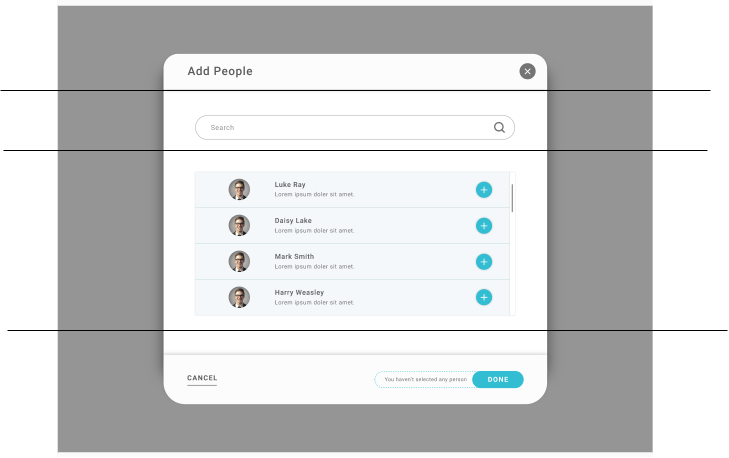 Add People
Search
Luke Ray
Lorem ipsum doler sit amet.
Daisy Lake
Lorem ipsum doler sit amet.
Mark Smith
Lorem ipsum doler sit amet.
Harry Weasley
Lorem ipsum doler sit amet.
CANCEL
You haven't selected any person
DONE